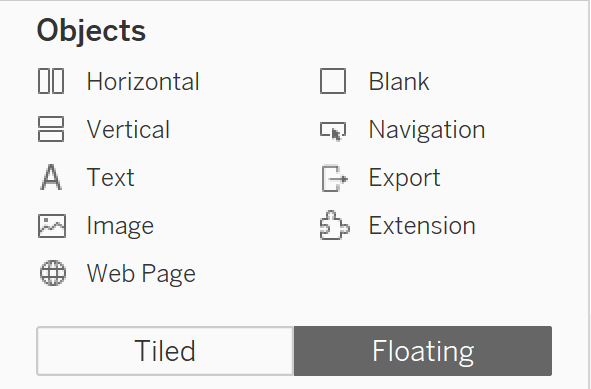 Objects
Horizontal
Blank
Vertical
Navigation
Text
Export
Image
Extension
Web Page
Tiled
Floating